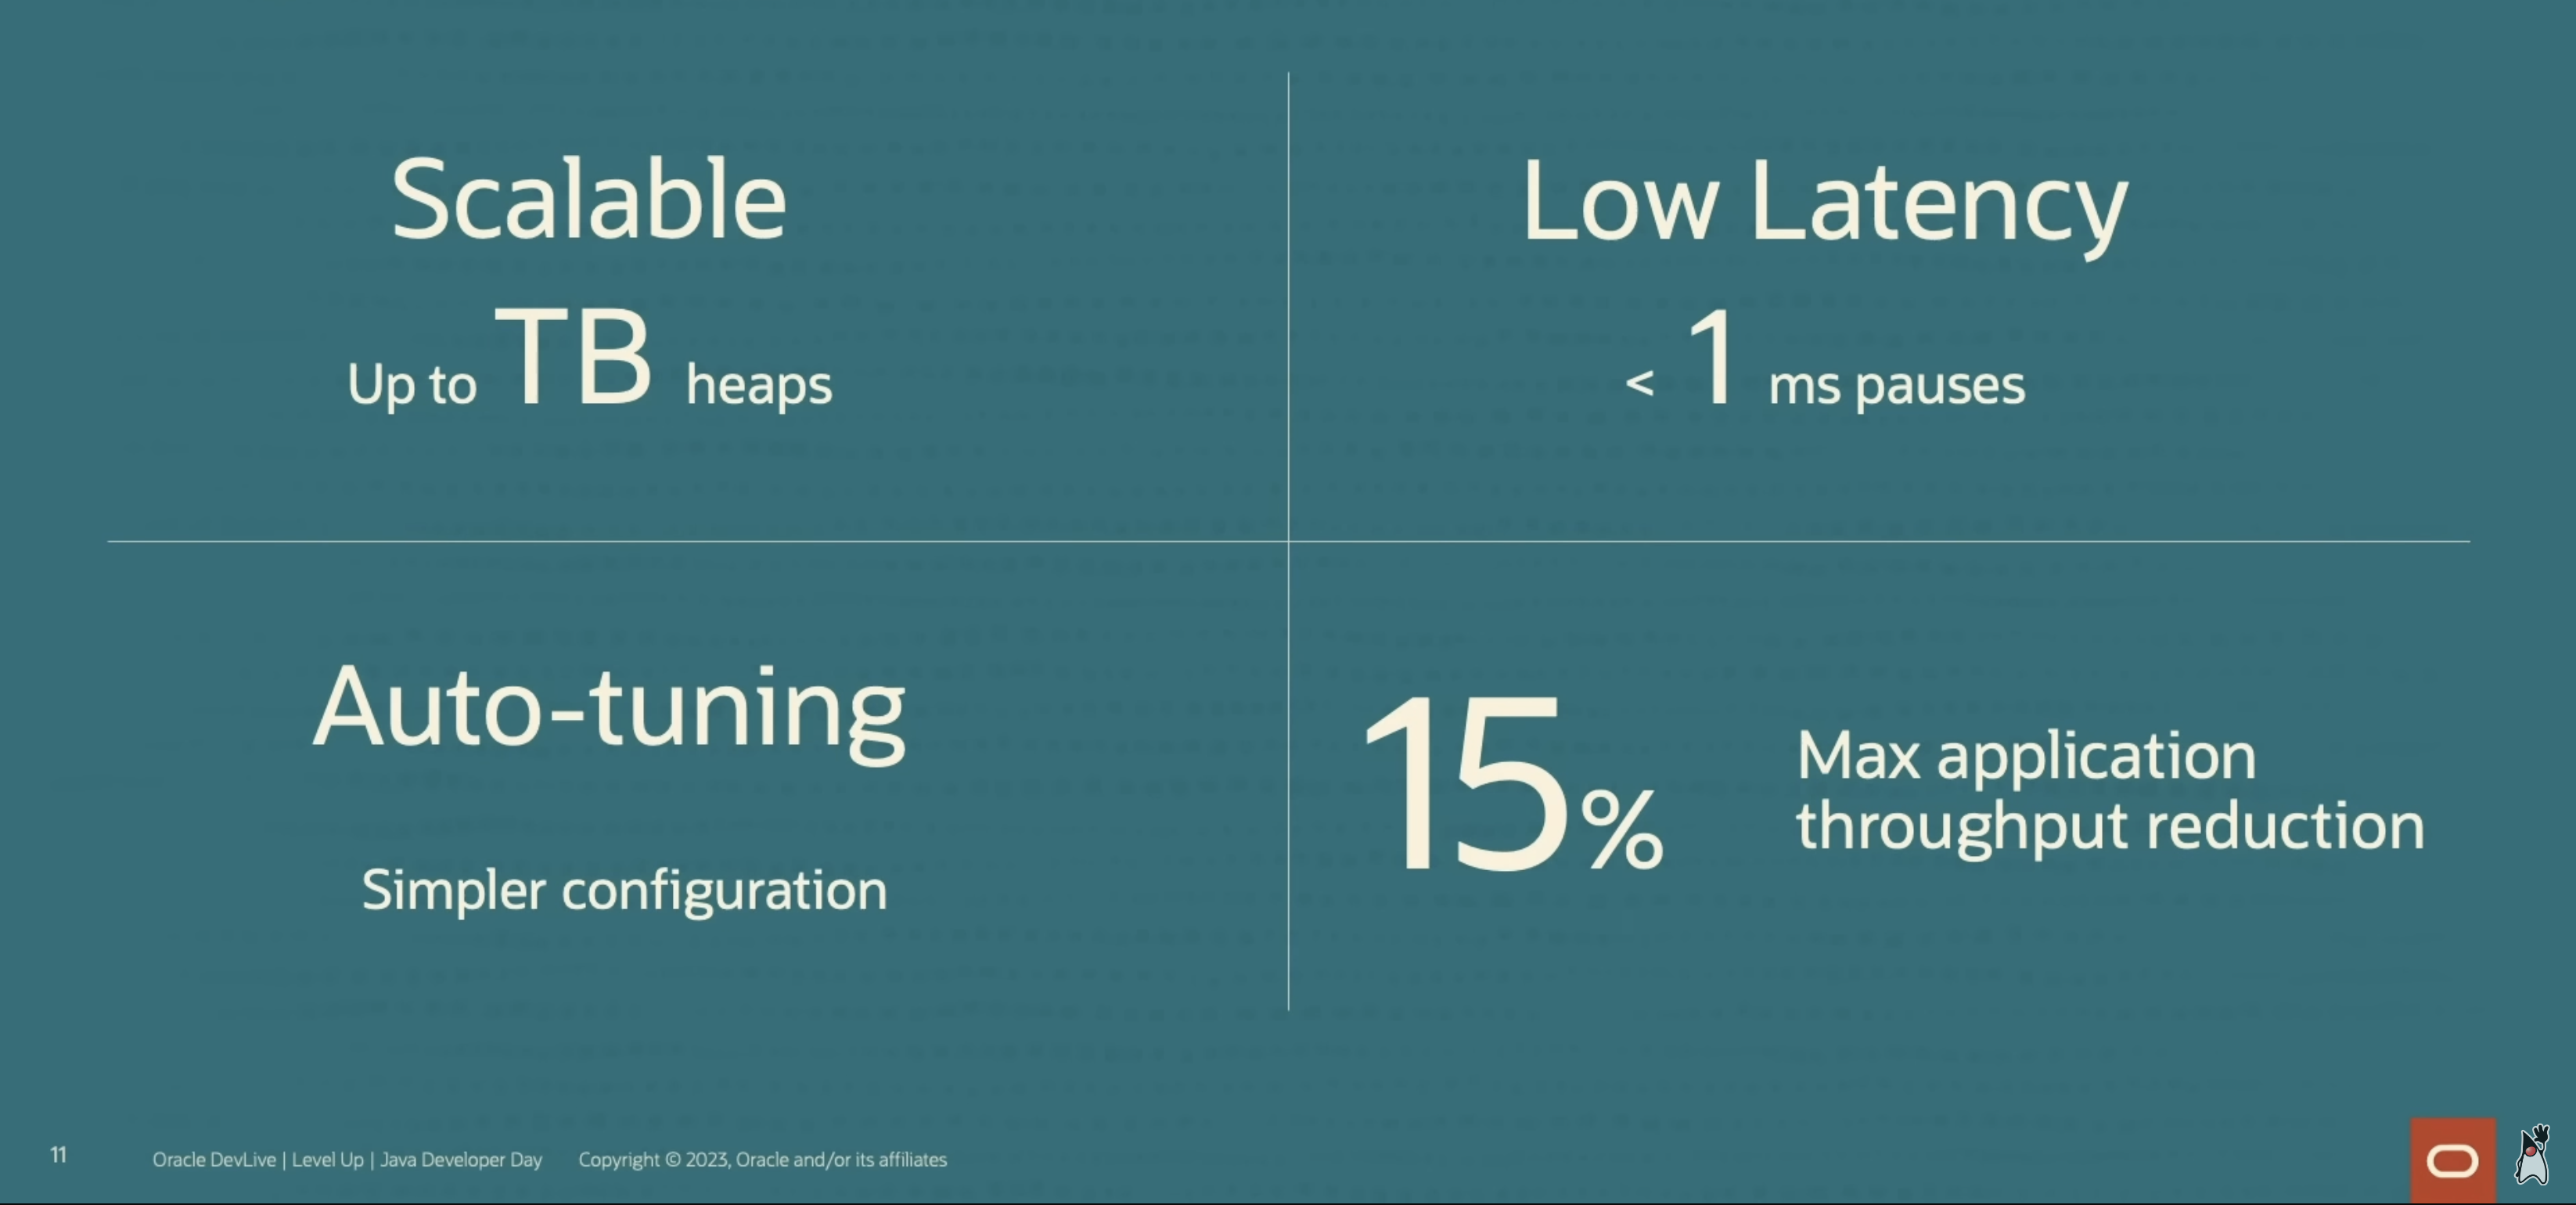 Scalable
Up to TB heaps
Low Latency
< 1 ms pauses
Auto-tuning
Simpler configuration
15%
Max application
throughput reduction
11
Oracle DevLive | Level Up | Java Developer Day Copyright © 2023, Oracle and/or its affiliates